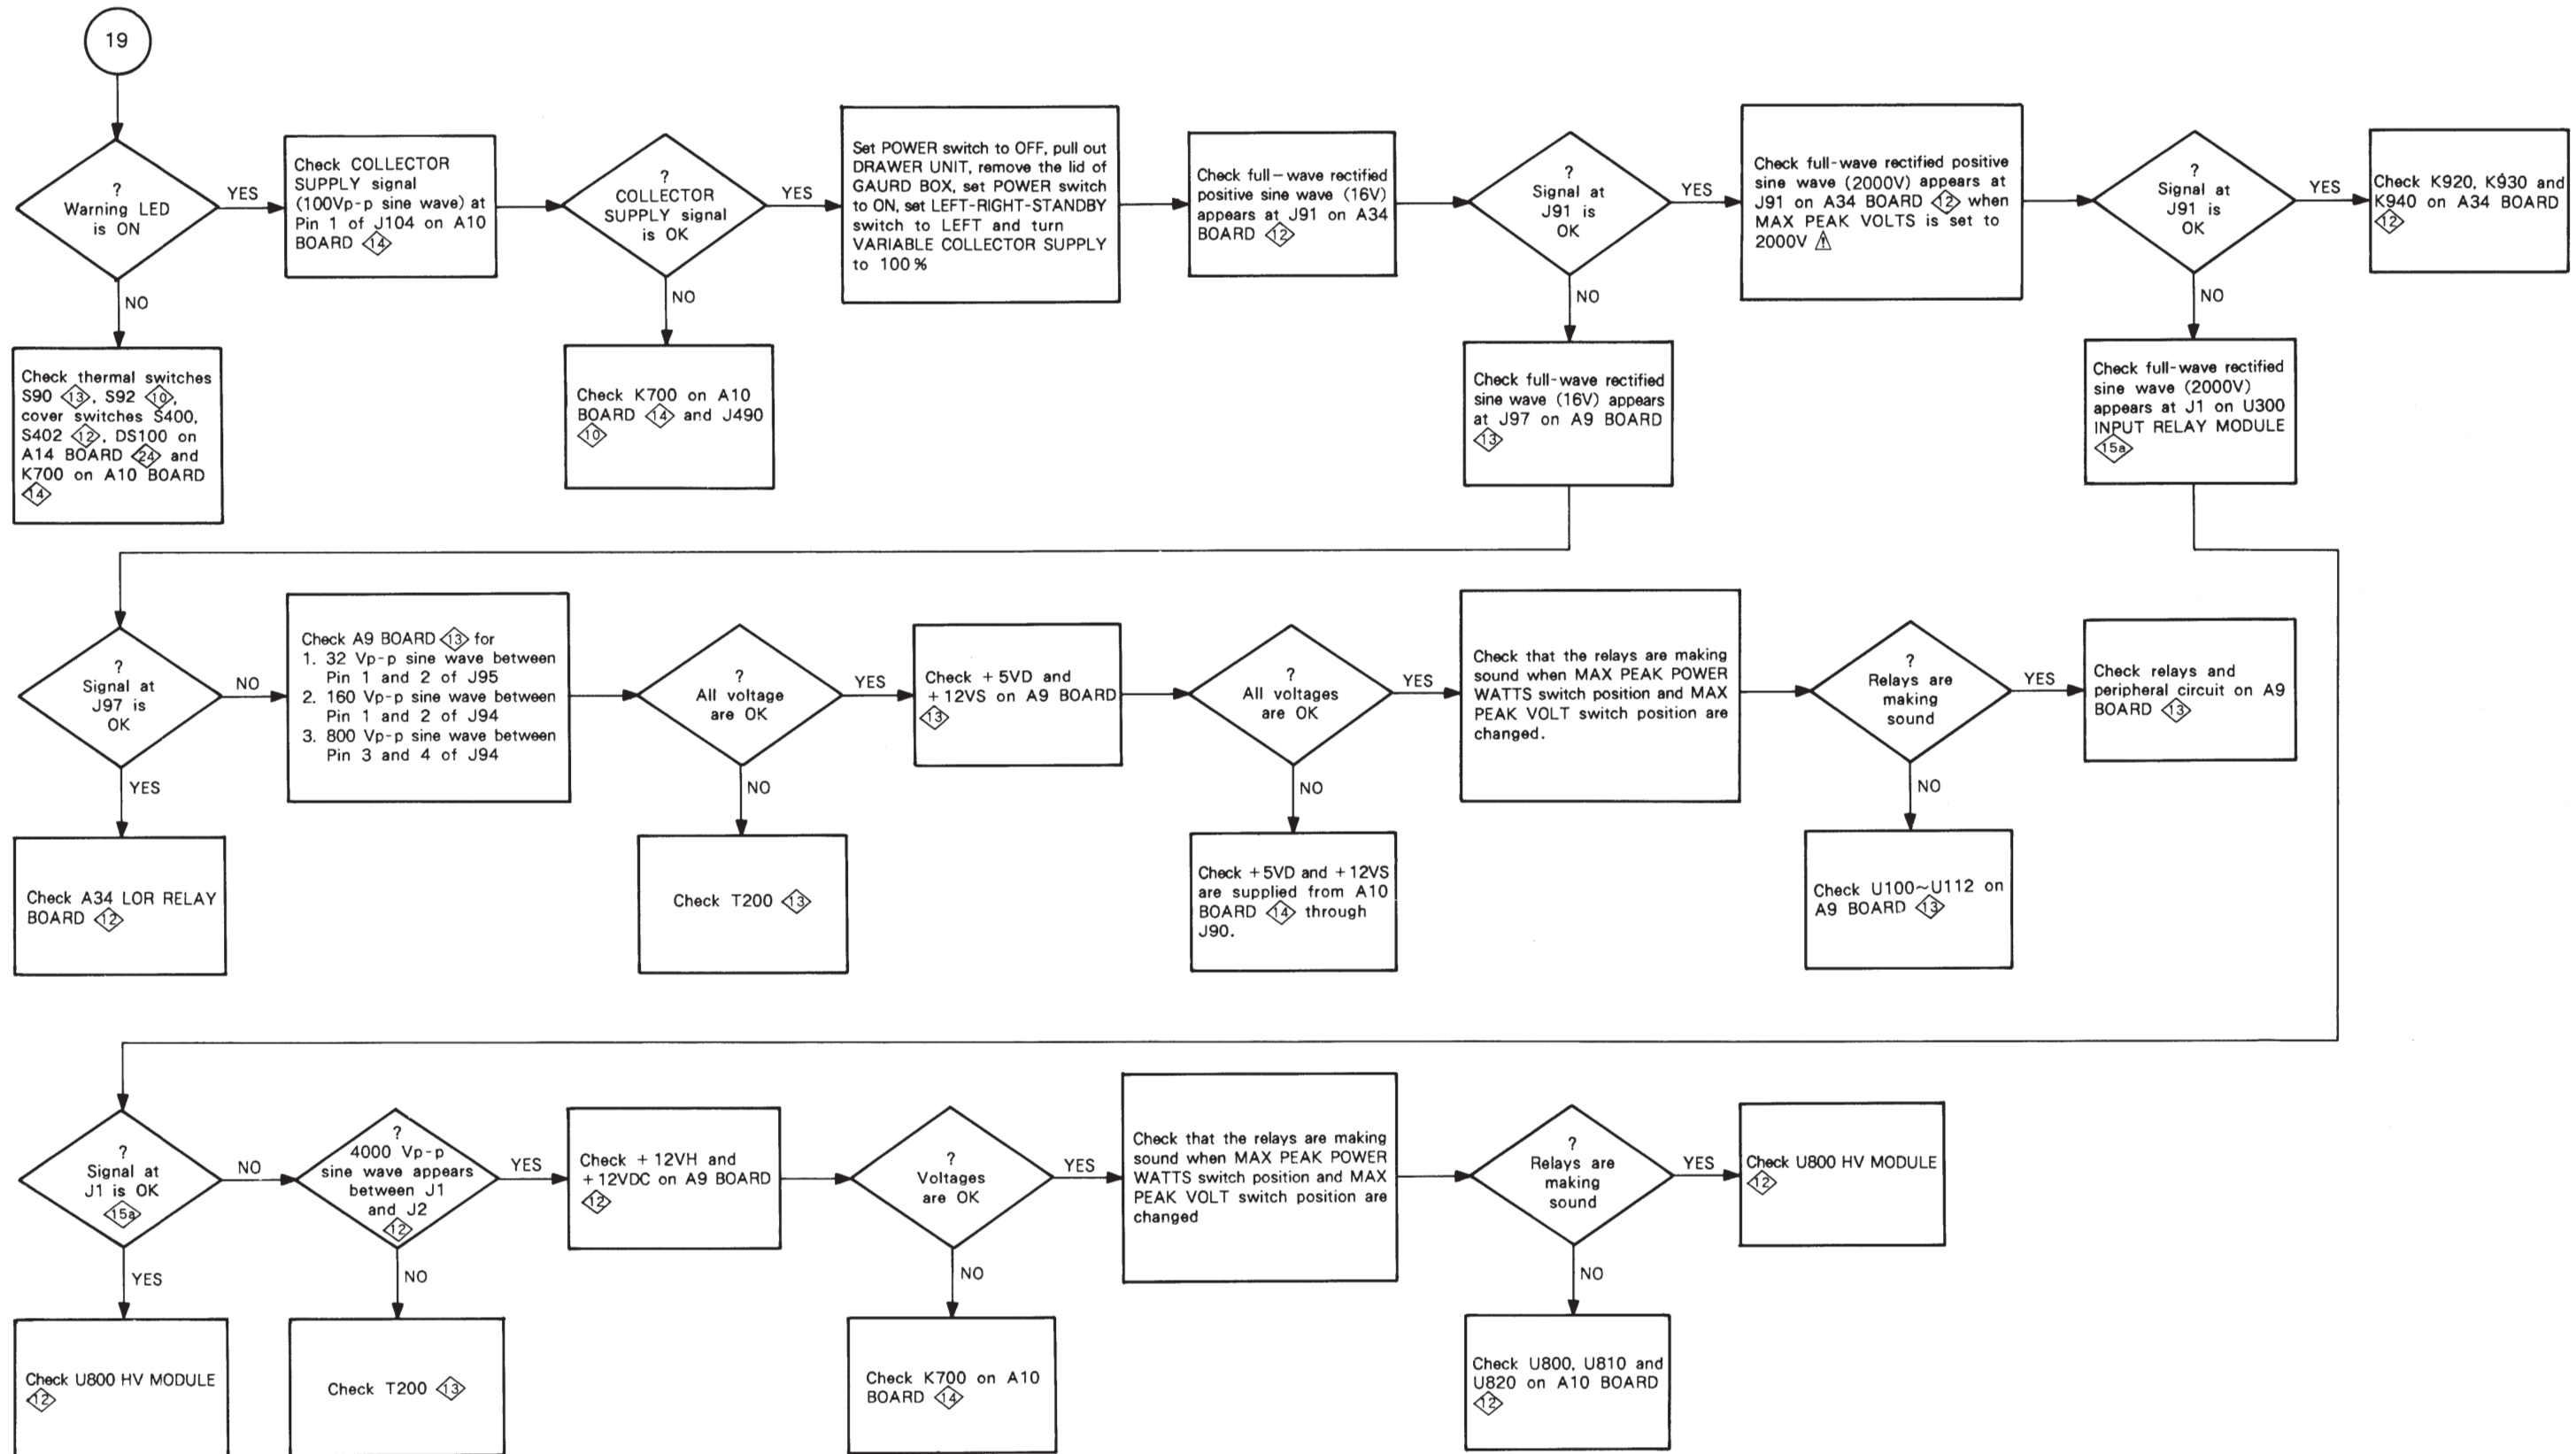 19
?
Warning LED
is ON
YES
NO
Check COLLECTOR
SUPPLY signal
(100Vp-p sine wave) at
Pin 1 of J104 on A10
BOARD 14
?
COLLECTOR
SUPPLY signal
is OK
YES
NO
Set POWER switch to OFF, pull out
DRAWER UNIT, remove the lid of
GAURD BOX, set POWER switch
to ON, set LEFT-RIGHT-STANDBY
switch to LEFT and turn
VARIABLE COLLECTOR SUPPLY
to 100%
Check full-wave rectified
positive sine wave (16V)
appears at J91 on A34
BOARD 12
?
Signal at
J91 is
OK
YES
NO
Check full-wave rectified positive
sine wave (2000V) appears at
J91 on A34 BOARD 12 when
MAX PEAK VOLTS is set to
2000V ⚠
?
Signal at
J91 is
OK
YES
NO
Check K920, K930 and
K940 on A34 BOARD
12
Check thermal switches
S90 13, S92 10,
cover switches S400,
S402 12, DS100 on
A14 BOARD 24 and
K700 on A10 BOARD
14
Check K700 on A10
BOARD 14 and J490
10
Check full-wave rectified
sine wave (16V) appears
at J97 on A9 BOARD
13
Check full-wave rectified
sine wave (2000V)
appears at J1 on U300
INPUT RELAY MODULE
15a
?
Signal at
J97 is
OK
NO
YES
Check A9 BOARD 13 for
1. 32 Vp-p sine wave between
Pin 1 and 2 of J95
2. 160 Vp-p sine wave between
Pin 1 and 2 of J94
3. 800 Vp-p sine wave between
Pin 3 and 4 of J94
?
All voltage
are OK
YES
NO
Check +5VD and
+12VS on A9 BOARD
13
?
All voltages
are OK
YES
NO
Check that the relays are making
sound when MAX PEAK POWER
WATTS switch position and MAX
PEAK VOLT switch position are
changed.
?
Relays are
making
sound
YES
NO
Check relays and
peripheral circuit on A9
BOARD 13
Check A34 LOR RELAY
BOARD 12
Check T200 13
Check +5VD and +12VS
are supplied from A10
BOARD 14 through
J90.
Check U100~U112 on
A9 BOARD 13
?
Signal at
J1 is OK
15a
NO
YES
?
4000 Vp-p
sine wave appears
between J1
and J2
12
YES
NO
Check +12VH and
+12VDC on A9 BOARD
12
?
Voltages
are OK
YES
NO
Check that the relays are making
sound when MAX PEAK POWER
WATTS switch position and MAX
PEAK VOLT switch position are
changed
?
Relays are
making
sound
YES
NO
Check U800 HV MODULE
12
Check U800 HV MODULE
12
Check T200 13
Check K700 on A10
BOARD 14
Check U800, U810 and
U820 on A10 BOARD
12